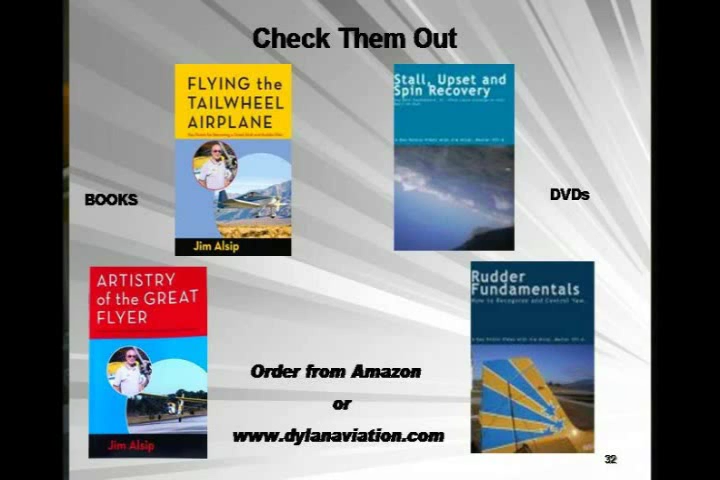 Check Them Out
FLYING the
TAILWHEEL
AIRPLANE
Jim Alsip
Stall, Upset and
Spin Recovery
BOOKS
DVDs
ARTISTRY
of the GREAT
FLYER
Jim Alsip
Rudder
Fundamentals
How to Recognize and Control Yaw.
Order from Amazon
or
www.dylanaviation.com
32